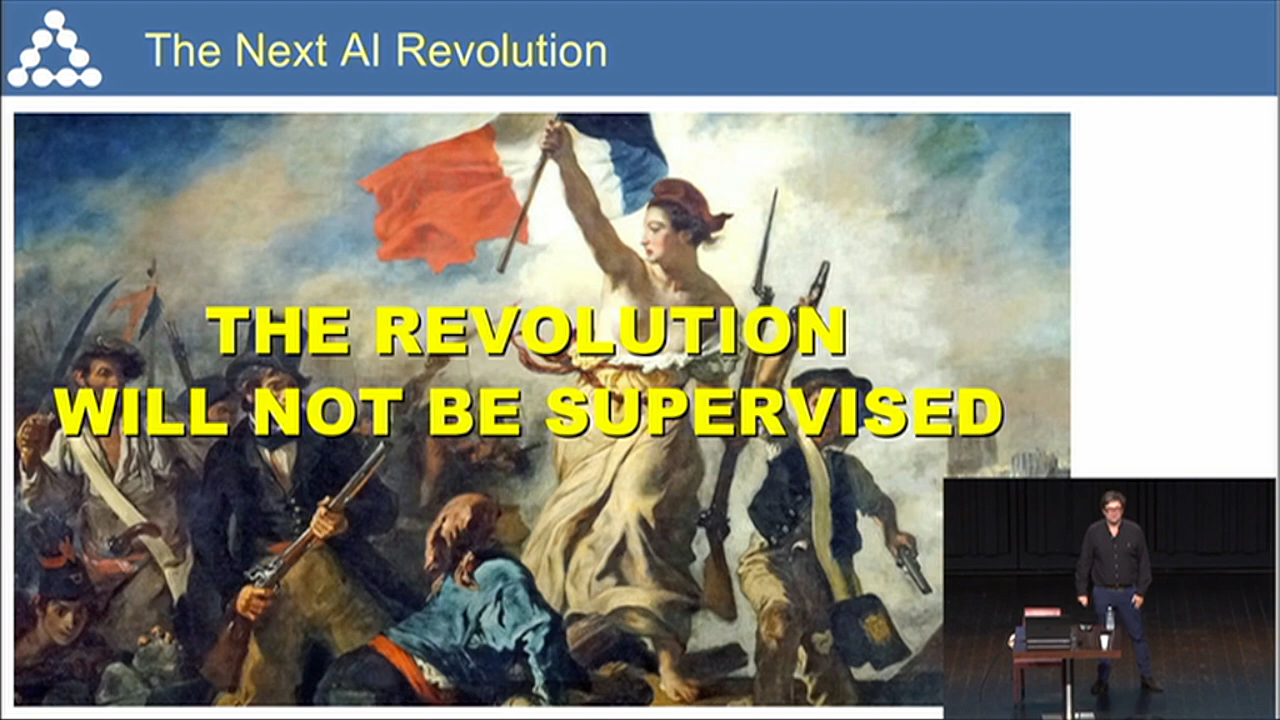 The Next AI Revolution
THE REVOLUTION
WILL NOT BE SUPERVISED